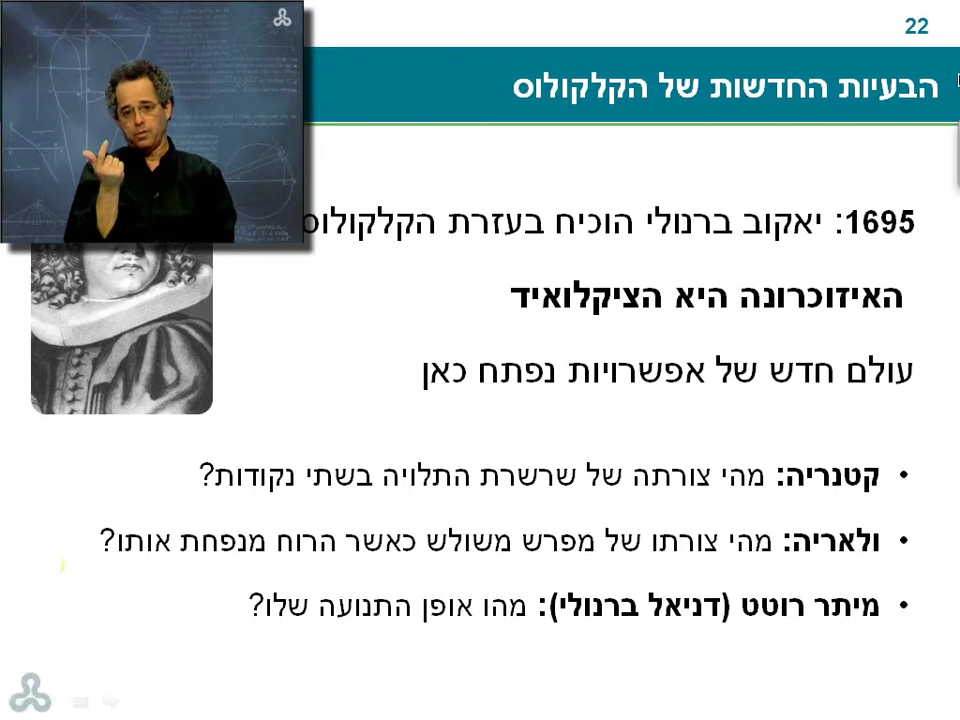 22
הבעיות החדשות של הקלקולוס
1695: יאקוב ברנולי הוכיח בעזרת הקלקולוס
האיזוכרונה היא הציקלואיד
עולם חדש של אפשרויות נפתח כאן
• קטנריה: מהי צורתה של שרשרת התלויה בשתי נקודות?
• ולאריה: מהי צורתו של מפרש משולש כאשר הרוח מנפחת אותו?
• מיתר רוטט (דניאל ברנולי): מהו אופן התנועה שלו?